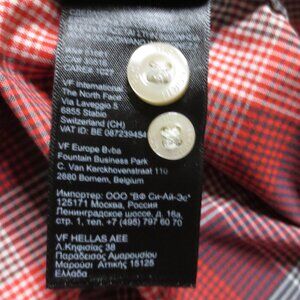 VF International
The North Face
Via Laveggio 5
6855 Stabio
Switzerland (CH)
VAT ID: BE 087239454
VF Europe Bvba
Fountain Business Park
C. Van Kerckhovenstraat
2880 Bornem, Belgium
Импортер: ООО "ВФ Си-Ай-Эс"
125171 Москва, Россия
Ленинградское шоссе, д. 16а,
стр. 1, тел. +7 (495) 797 60 70
VF HELLAS AEE
Λ.Κηφισίας 38
Παράδεισος Αμαρουσίου
Μαρούσι Αττικής 15125
Ελλάδα